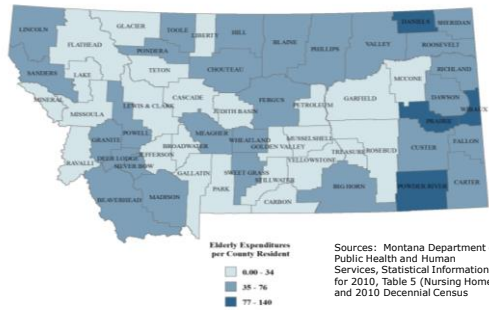 LINCOLN
GLACIER
TOOLE
LIBERTY
HILL
BLAINE
PHILLIPS
VALLEY
DANIELS
SHERIDAN
ROOSEVELT
FLATHEAD
PONDERA
CHOUTEAU
RICHLAND
SANDERS
LAKE
TETON
MCCONE
DAWSON
WIBAUX
MINERAL
MISSOULA
LEWIS & CLARK
CASCADE
JUDITH BASIN
FERGUS
PETROLEUM
GARFIELD
PRAIRIE
POWELL
GRANITE
MEAGHER
WHEATLAND
GOLDEN VALLEY
MUSSELSHELL
TREASURE
ROSEBUD
CUSTER
FALLON
RAVALLI
DEER LODGE
SILVER BOW
JEFFERSON
BROADWATER
GALLATIN
PARK
SWEET GRASS
STILLWATER
YELLOWSTONE
BIG HORN
POWDER RIVER
CARTER
BEAVERHEAD
MADISON
CARBON
Elderly Expenditures
per County Resident
0.00 - 34
35 - 76
77 - 140
Sources: Montana Department
Public Health and Human
Services, Statistical Information
for 2010, Table 5 (Nursing Home
and 2010 Decennial Census